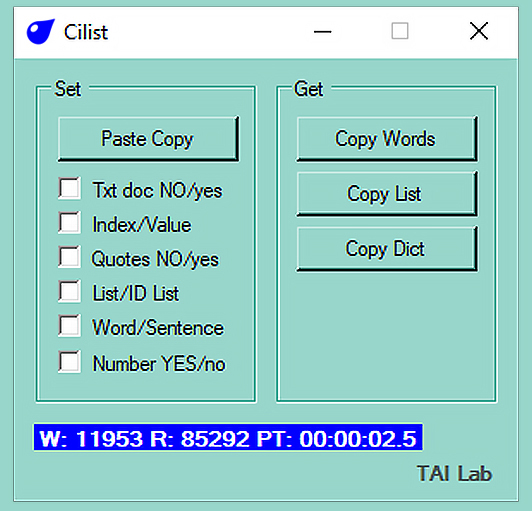 Cilist
Set
Paste Copy
Txt doc NO/yes
Index/Value
Quotes NO/yes
List/ID List
Word/Sentence
Number YES/no
Get
Copy Words
Copy List
Copy Dict
W: 11953 R: 85292 PT: 00:00:02.5
TAI Lab